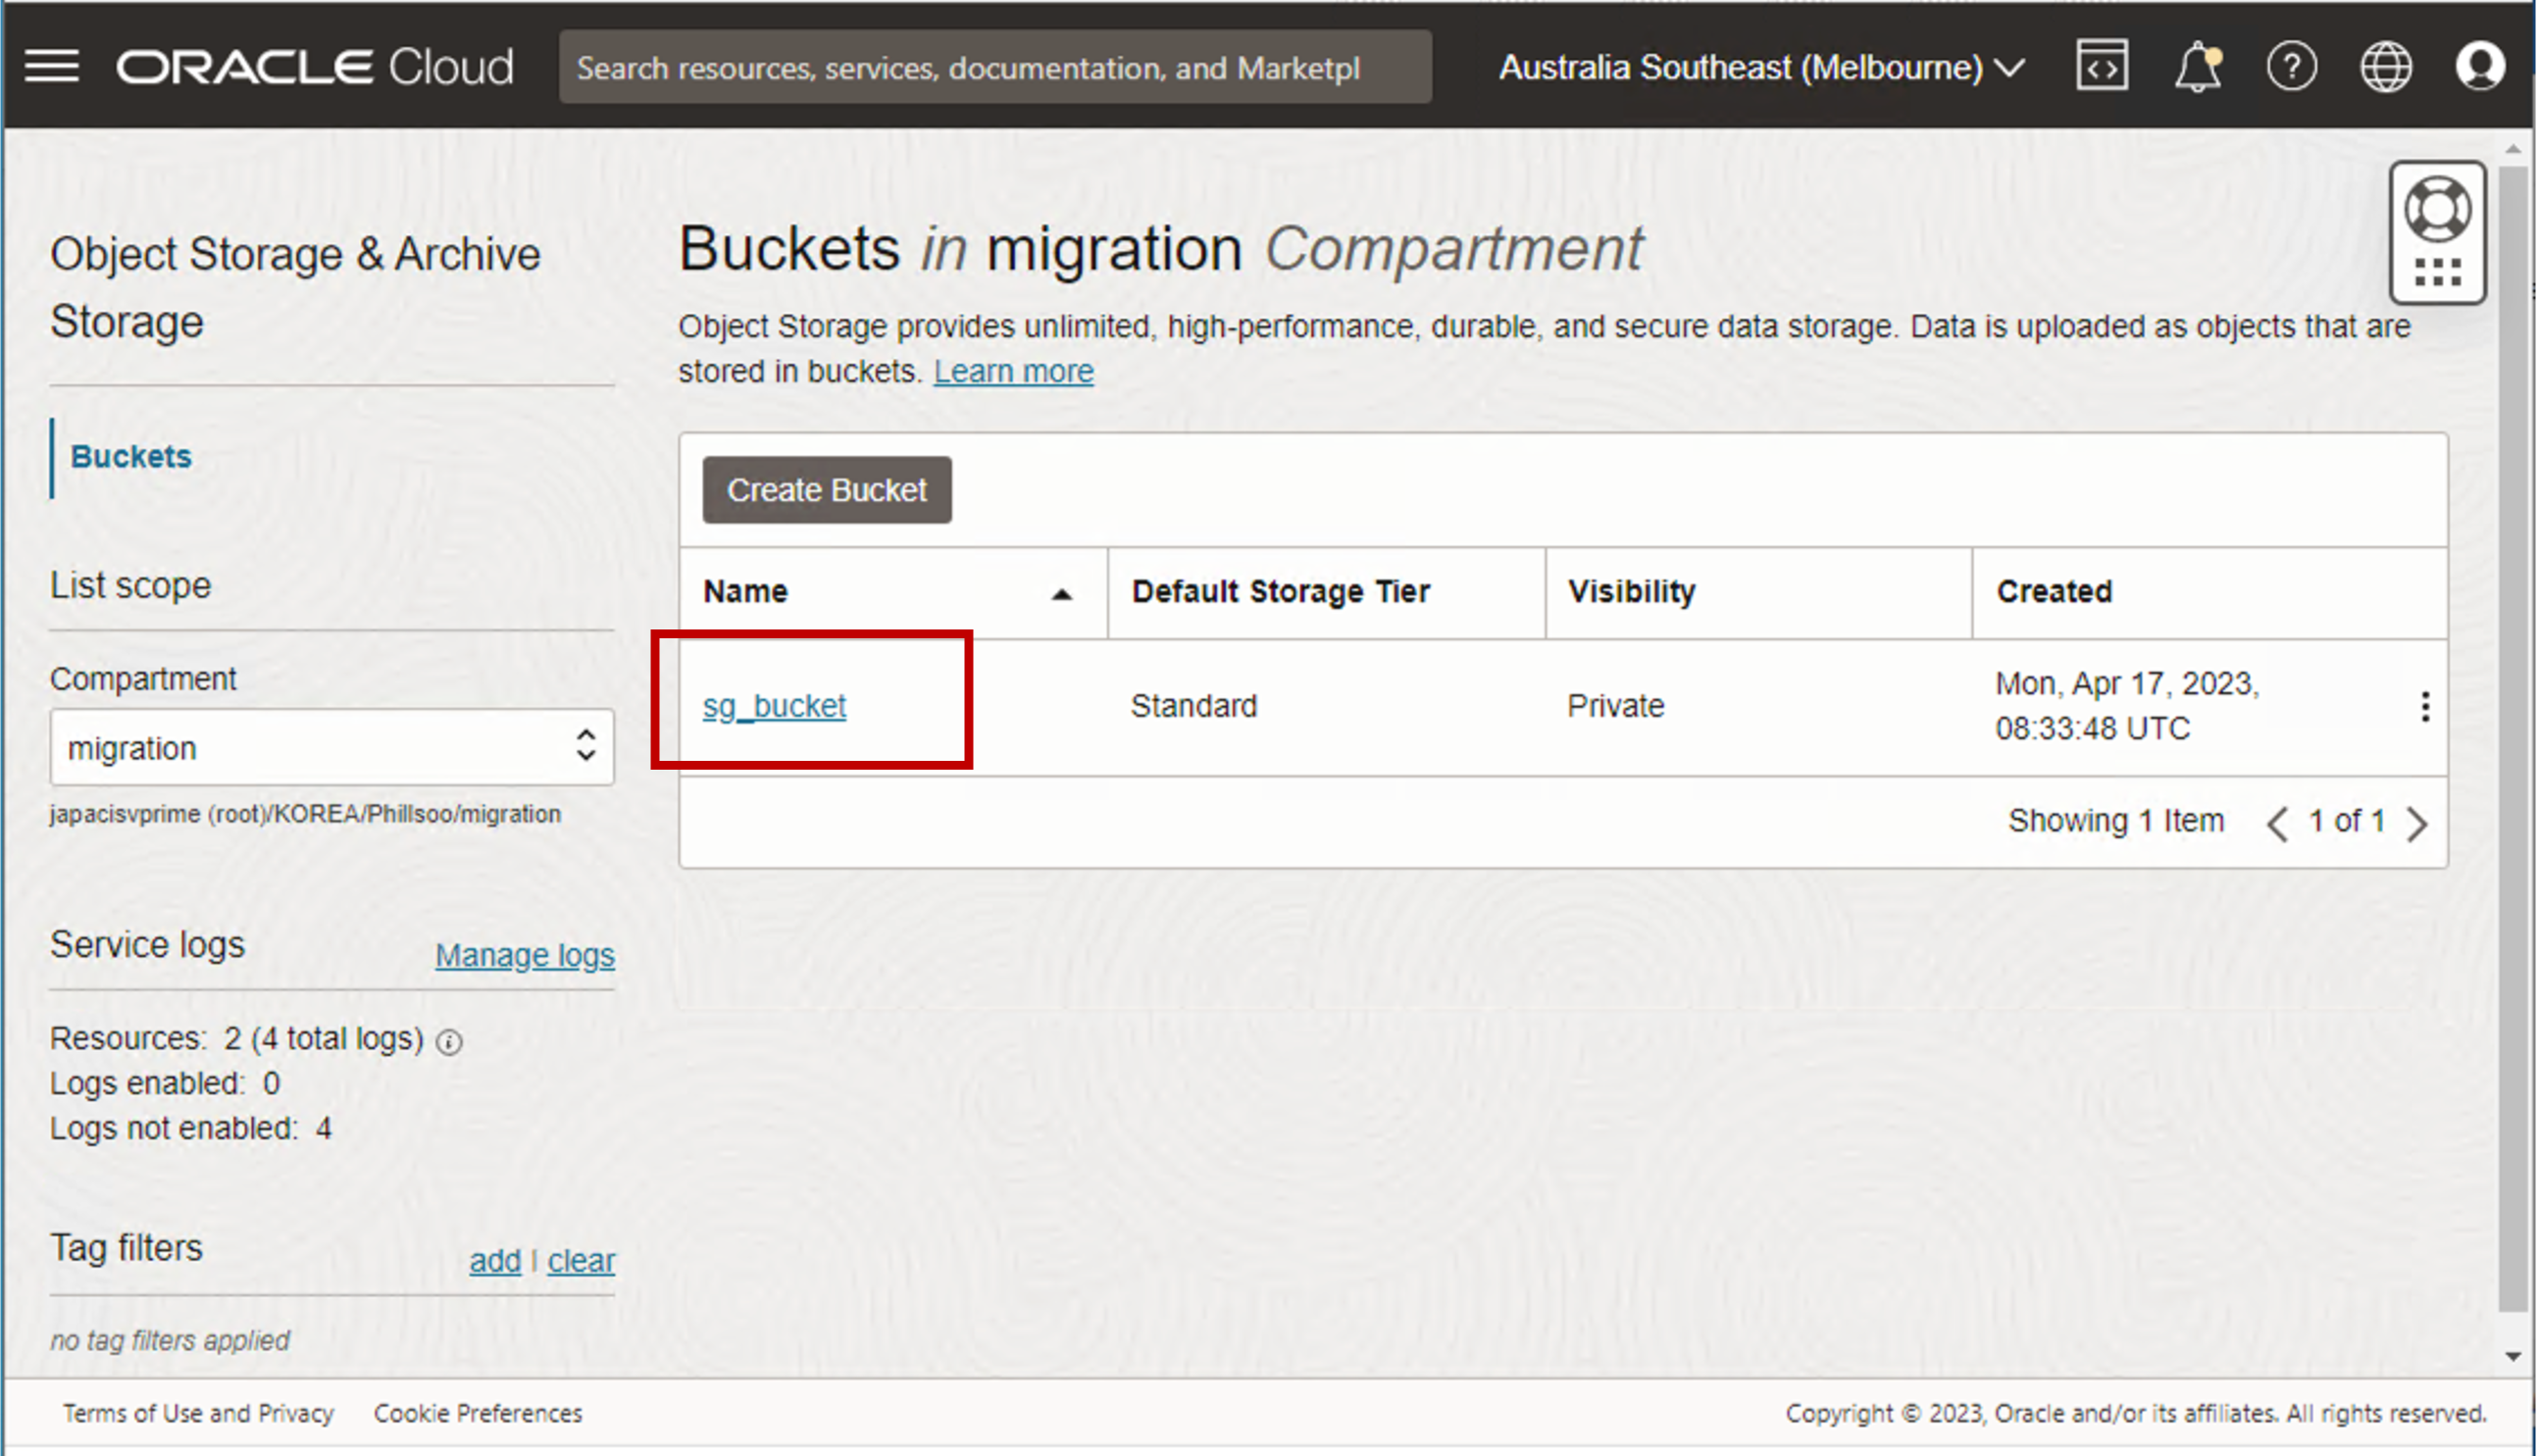 ORACLE Cloud
Search resources, services, documentation, and Marketpl
Australia Southeast (Melbourne)
Object Storage & Archive
Storage
Buckets
List scope
Compartment
migration
japacisvprime (root)/KOREA/Phillsoo/migration
Service logs
Manage logs
Resources: 2 (4 total logs)
Logs enabled: 0
Logs not enabled: 4
Tag filters
add | clear
no tag filters applied
Buckets in migration Compartment
Object Storage provides unlimited, high-performance, durable, and secure data storage. Data is uploaded as objects that are
stored in buckets. Learn more
Create Bucket
Name Default Storage Tier Visibility Created
sg_bucket Standard Private Mon, Apr 17, 2023,
08:33:48 UTC
Showing 1 Item 1 of 1
Terms of Use and Privacy Cookie Preferences Copyright © 2023, Oracle and/or its affiliates. All rights reserved.